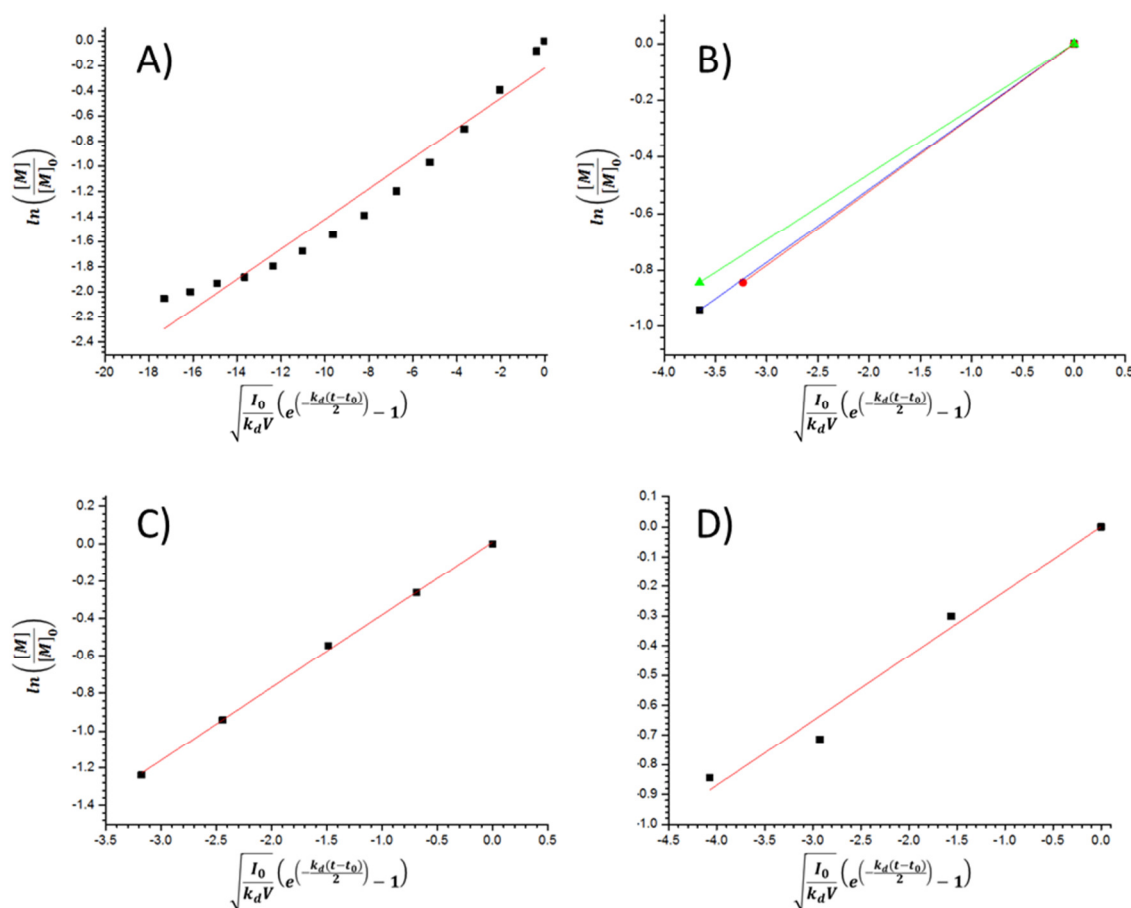 A)
0.0
-0.2
-0.4
-0.6
-0.8
-1.0
-1.2
-1.4
-1.6
-1.8
-2.0
-2.2
-2.4
ln([M]/[M]₀)
-20 -18 -16 -14 -12 -10 -8 -6 -4 -2 0
√(I₀/(k_d V)) (e^(-k_d(t-t₀)/2) - 1)
B)
0.0
-0.2
-0.4
-0.6
-0.8
-1.0
ln([M]/[M]₀)
-4.0 -3.5 -3.0 -2.5 -2.0 -1.5 -1.0 -0.5 0.0 0.5
√(I₀/(k_d V)) (e^(-k_d(t-t₀)/2) - 1)
C)
0.2
0.0
-0.2
-0.4
-0.6
-0.8
-1.0
-1.2
-1.4
ln([M]/[M]₀)
-3.5 -3.0 -2.5 -2.0 -1.5 -1.0 -0.5 0.0 0.5
√(I₀/(k_d V)) (e^(-k_d(t-t₀)/2) - 1)
D)
0.1
0.0
-0.1
-0.2
-0.3
-0.4
-0.5
-0.6
-0.7
-0.8
-0.9
-1.0
-4.5 -4.0 -3.5 -3.0 -2.5 -2.0 -1.5 -1.0 -0.5 0.0
√(I₀/(k_d V)) (e^(-k_d(t-t₀)/2) - 1)